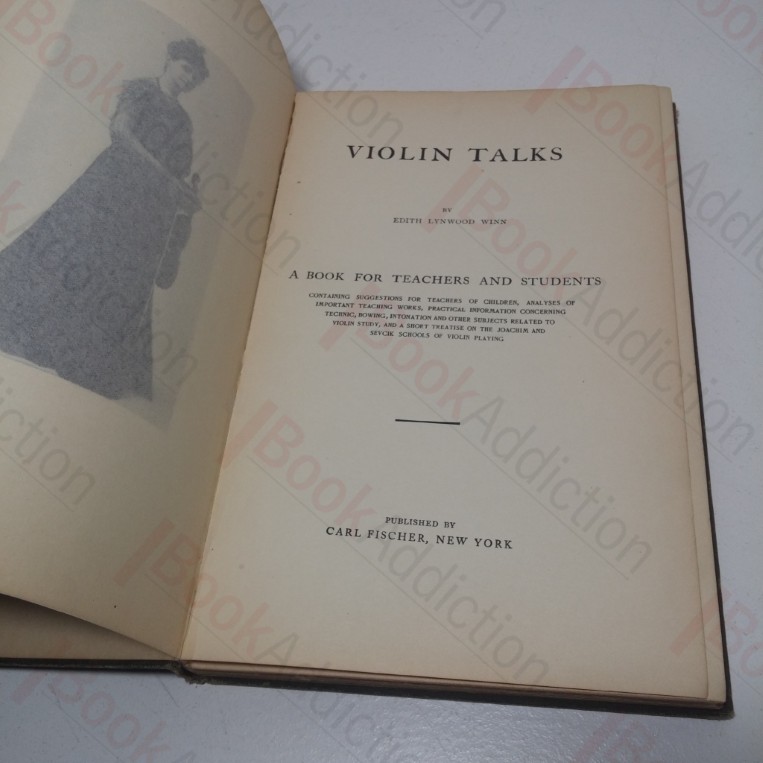 VIOLIN TALKS
BY
EDITH LYNWOOD WINN
A BOOK FOR TEACHERS AND STUDENTS
CONTAINING SUGGESTIONS FOR TEACHERS OF CHILDREN, ANALYSES OF
IMPORTANT TEACHING WORKS, PRACTICAL INFORMATION CONCERNING
TECHNIC, BOWING, INTONATION AND OTHER SUBJECTS RELATED TO
VIOLIN STUDY, AND A SHORT TREATISE ON THE JOACHIM AND
SEVCIK SCHOOLS OF VIOLIN PLAYING
PUBLISHED BY
CARL FISCHER, NEW YORK
BookAddiction